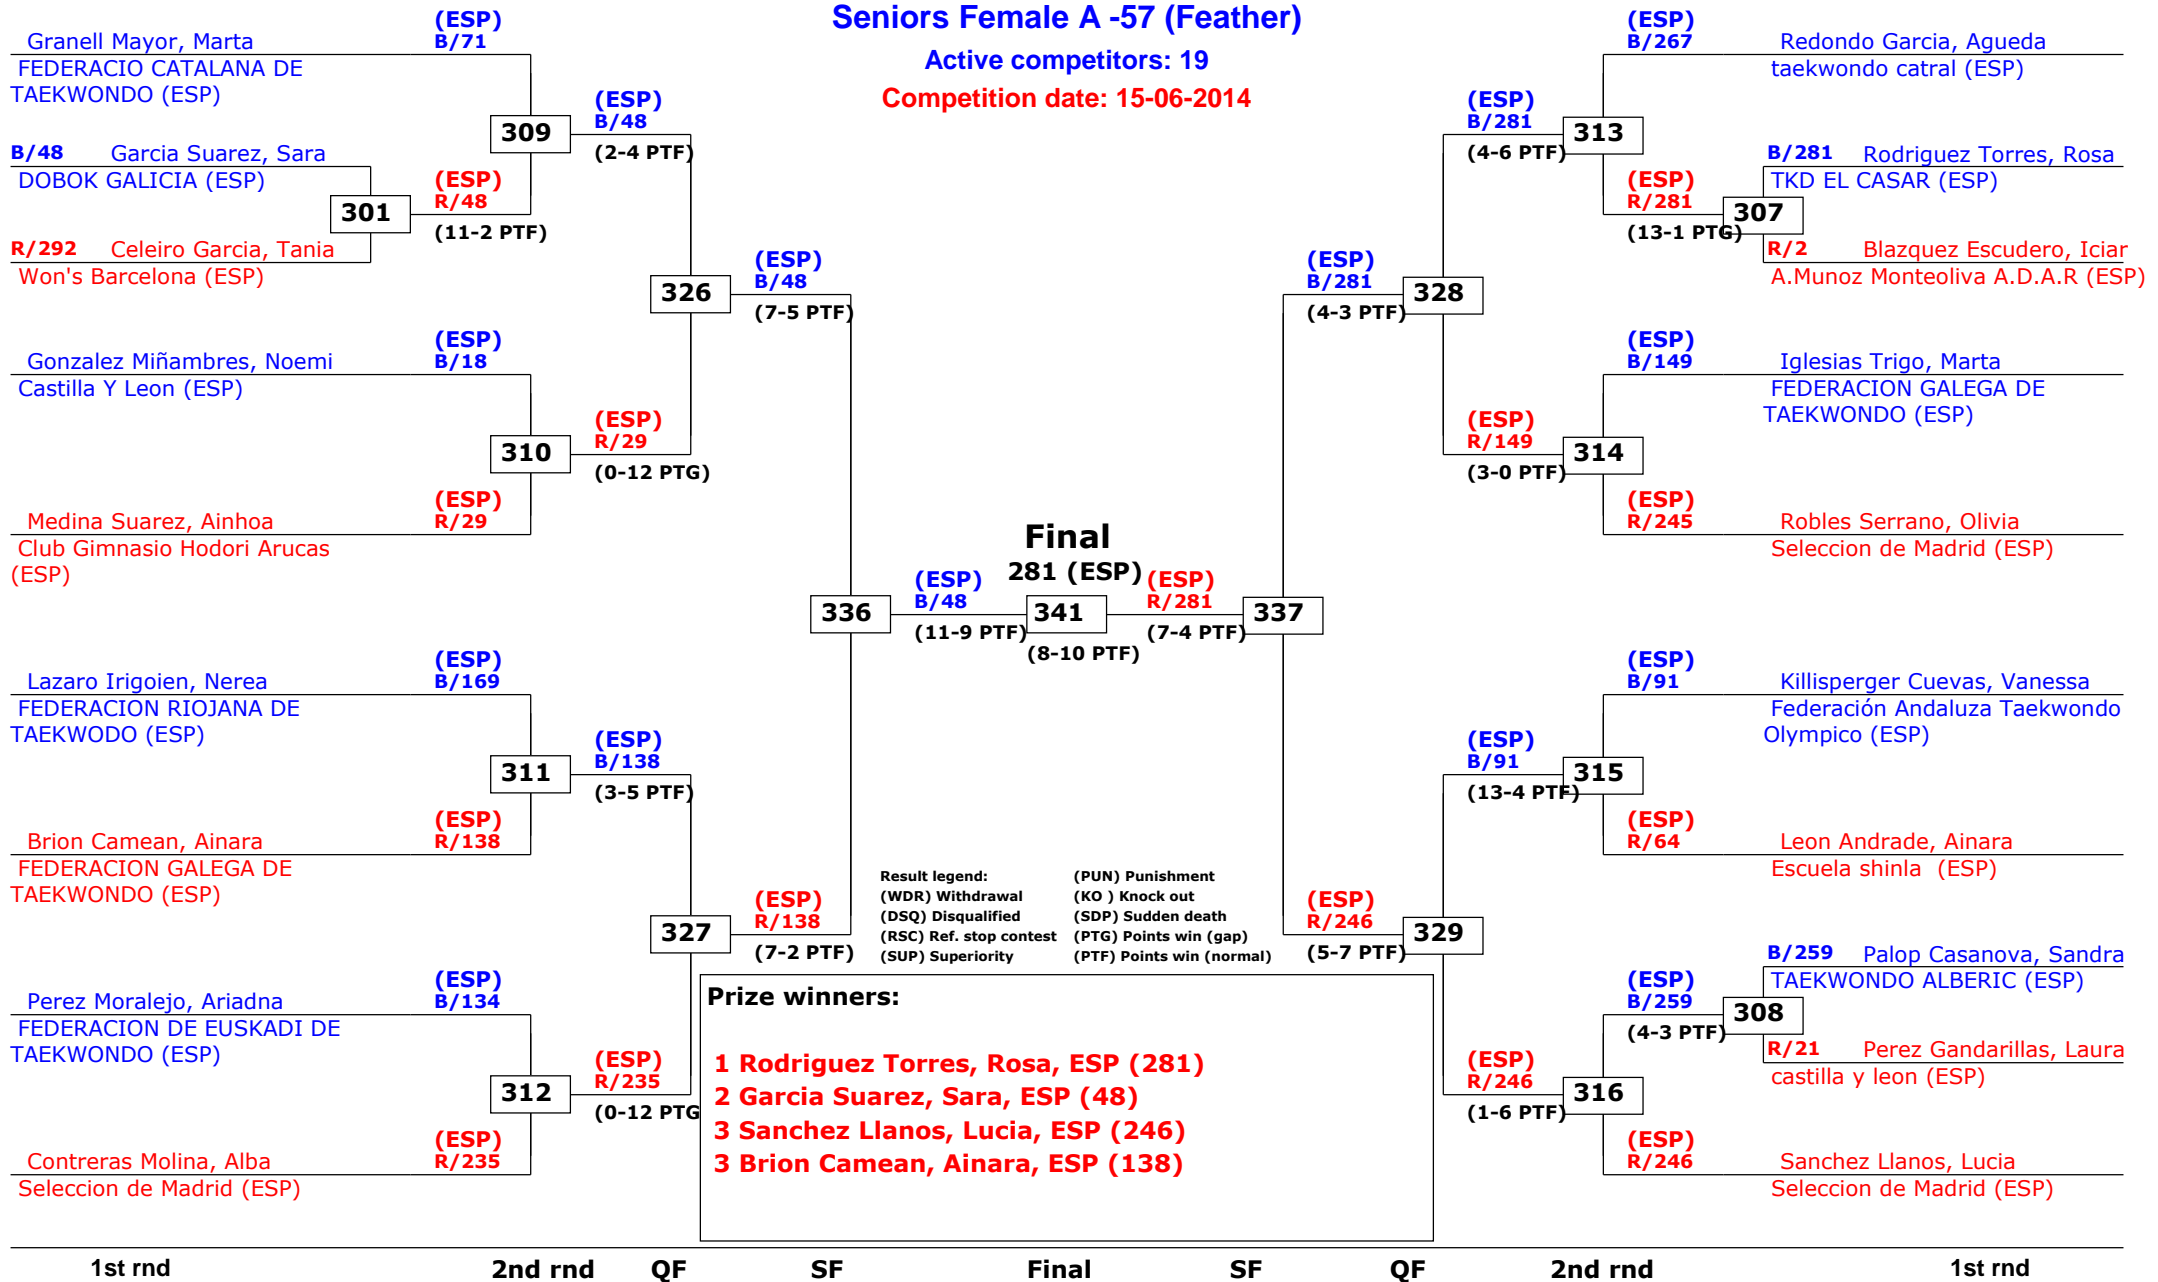 Seniors Female A -57 (Feather)
Active competitors: 19
Competition date: 15-06-2014
(ESP)
Granell Mayor, Marta B/71
FEDERACIO CATALANA DE
TAEKWONDO (ESP)
309
(ESP)
B/48
(2-4 PTF)
B/48 Garcia Suarez, Sara
DOBOK GALICIA (ESP)
301
(ESP)
R/48
(11-2 PTF)
R/292 Celeiro Garcia, Tania
Won's Barcelona (ESP)
326
(ESP)
B/48
(7-5 PTF)
(ESP)
Gonzalez Miñambres, Noemi B/18
Castilla Y Leon (ESP)
310
(ESP)
R/29
(0-12 PTG)
(ESP)
Medina Suarez, Ainhoa R/29
Club Gimnasio Hodori Arucas
(ESP)
336
(ESP)
B/48
(11-9 PTF)
(ESP)
Lazaro Irigoien, Nerea B/169
FEDERACION RIOJANA DE
TAEKWODO (ESP)
311
(ESP)
B/138
(3-5 PTF)
(ESP)
Brion Camean, Ainara R/138
FEDERACION GALEGA DE
TAEKWONDO (ESP)
327
(ESP)
R/138
(7-2 PTF)
(ESP)
Perez Moralejo, Ariadna B/134
FEDERACION DE EUSKADI DE
TAEKWONDO (ESP)
312
(ESP)
R/235
(0-12 PTG
(ESP)
Contreras Molina, Alba R/235
Seleccion de Madrid (ESP)
Final
281 (ESP)
341
(8-10 PTF)
(ESP)
R/281
(7-4 PTF)
337
(ESP)
B/267 Redondo Garcia, Agueda
taekwondo catral (ESP)
(ESP)
B/281
(4-6 PTF)
313
B/281 Rodriguez Torres, Rosa
TKD EL CASAR (ESP)
(ESP)
R/281
(13-1 PTG)
307
R/2 Blazquez Escudero, Iciar
A.Munoz Monteoliva A.D.A.R (ESP)
(ESP)
B/281
(4-3 PTF)
328
(ESP)
B/149 Iglesias Trigo, Marta
FEDERACION GALEGA DE
TAEKWONDO (ESP)
(ESP)
R/149
(3-0 PTF)
314
(ESP)
R/245 Robles Serrano, Olivia
Seleccion de Madrid (ESP)
(ESP)
B/91 Killisperger Cuevas, Vanessa
Federación Andaluza Taekwondo
Olympico (ESP)
(ESP)
B/91
(13-4 PTF)
315
(ESP)
R/64 Leon Andrade, Ainara
Escuela shinla (ESP)
(ESP)
R/246
(5-7 PTF)
329
B/259 Palop Casanova, Sandra
TAEKWONDO ALBERIC (ESP)
(ESP)
B/259
(4-3 PTF)
308
R/21 Perez Gandarillas, Laura
castilla y leon (ESP)
(ESP)
R/246
(1-6 PTF)
316
(ESP)
R/246 Sanchez Llanos, Lucia
Seleccion de Madrid (ESP)
Result legend: (PUN) Punishment
(WDR) Withdrawal (KO ) Knock out
(DSQ) Disqualified (SDP) Sudden death
(RSC) Ref. stop contest (PTG) Points win (gap)
(SUP) Superiority (PTF) Points win (normal)
Prize winners:
1 Rodriguez Torres, Rosa, ESP (281)
2 Garcia Suarez, Sara, ESP (48)
3 Sanchez Llanos, Lucia, ESP (246)
3 Brion Camean, Ainara, ESP (138)
1st rnd 2nd rnd QF SF Final SF QF 2nd rnd 1st rnd